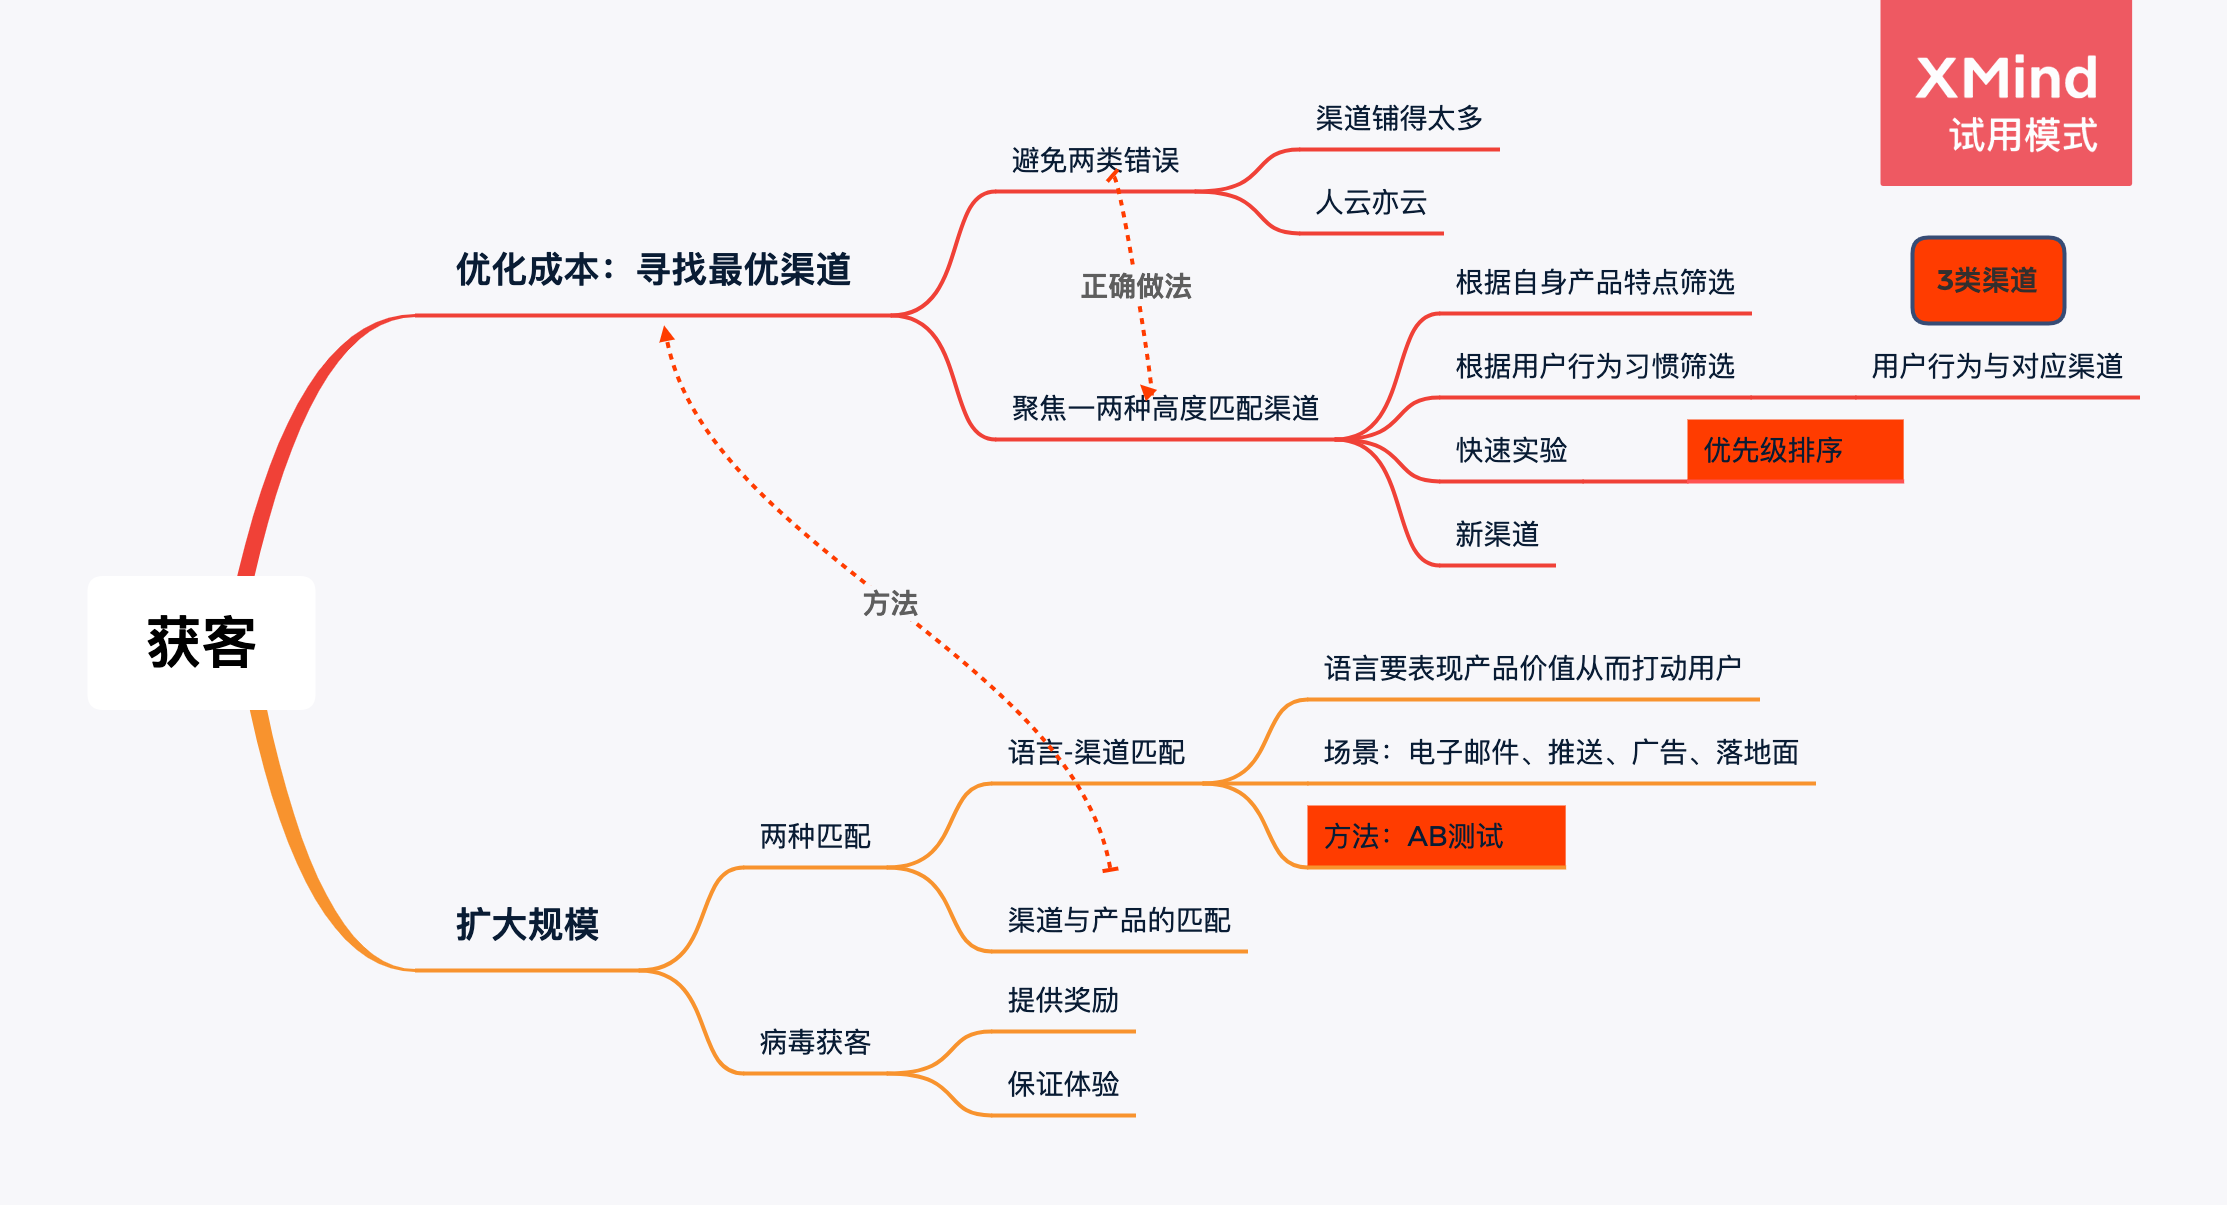 XMind
试用模式
获客
优化成本：寻找最优渠道
避免两类错误
渠道铺得太多
人云亦云
正确做法
聚焦一两种高度匹配渠道
根据自身产品特点筛选
3类渠道
根据用户行为习惯筛选
用户行为与对应渠道
快速实验
优先级排序
新渠道
方法
扩大规模
两种匹配
语言-渠道匹配
语言要表现产品价值从而打动用户
场景：电子邮件、推送、广告、落地面
方法：AB测试
渠道与产品的匹配
病毒获客
提供奖励
保证体验